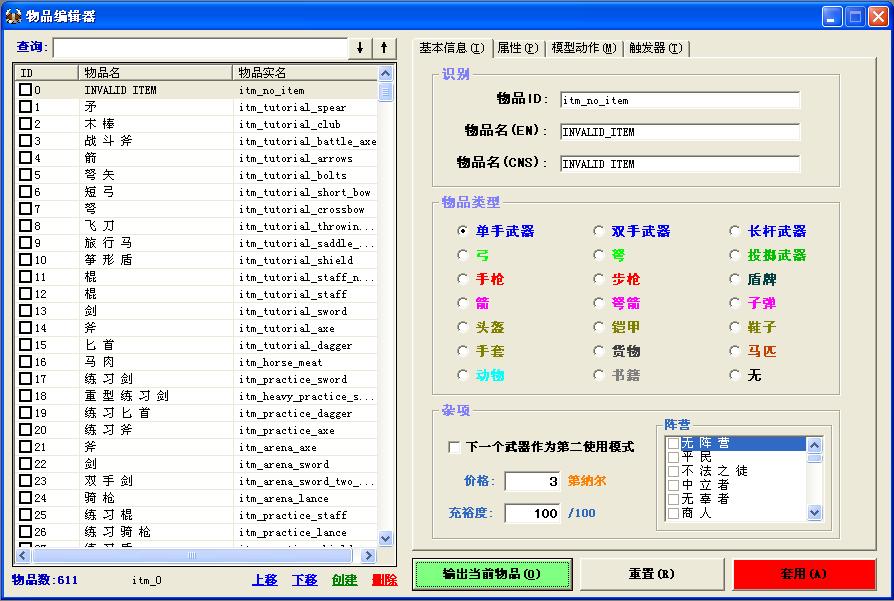 物品编辑器
查询:
ID 物品名 物品实名
0 INVALID ITEM itm_no_item
1 矛 itm_tutorial_spear
2 木棒 itm_tutorial_club
3 战斗斧 itm_tutorial_battle_axe
4 箭 itm_tutorial_arrows
5 弩矢 itm_tutorial_bolts
6 短弓 itm_tutorial_short_bow
7 弩 itm_tutorial_crossbow
8 飞刀 itm_tutorial_throwin...
9 旅行马 itm_tutorial_saddle_...
10 筝形盾 itm_tutorial_shield
11 棍 itm_tutorial_staff_n...
12 棍 itm_tutorial_staff
13 剑 itm_tutorial_sword
14 斧 itm_tutorial_axe
15 匕首 itm_tutorial_dagger
16 马肉 itm_horse_meat
17 练习剑 itm_practice_sword
18 重型练习剑 itm_heavy_practice_s...
19 练习匕首 itm_practice_dagger
20 练习斧 itm_practice_axe
21 斧 itm_arena_axe
22 剑 itm_arena_sword
23 双手剑 itm_arena_sword_two_...
24 骑枪 itm_arena_lance
25 练习棍 itm_practice_staff
26 练习骑枪 itm_practice_lance
物品数:611 itm_0 上移 下移 创建 删除
基本信息(I) 属性(P) 模型动作(M) 触发器(T)
识别
物品ID: itm_no_item
物品名(EN): INVALID_ITEM
物品名(CNS): INVALID ITEM
物品类型
单手武器 双手武器 长杆武器
弓 弩 投掷武器
手枪 步枪 盾牌
箭 弩箭 子弹
头盔 铠甲 鞋子
手套 货物 马匹
动物 书籍 无
杂项
下一个武器作为第二使用模式
价格: 3 第纳尔
充裕度: 100 /100
阵营
无阵营
平民
不法之徒
中立者
无辜者
商人
输出当前物品(O) 重置(R) 套用(A)